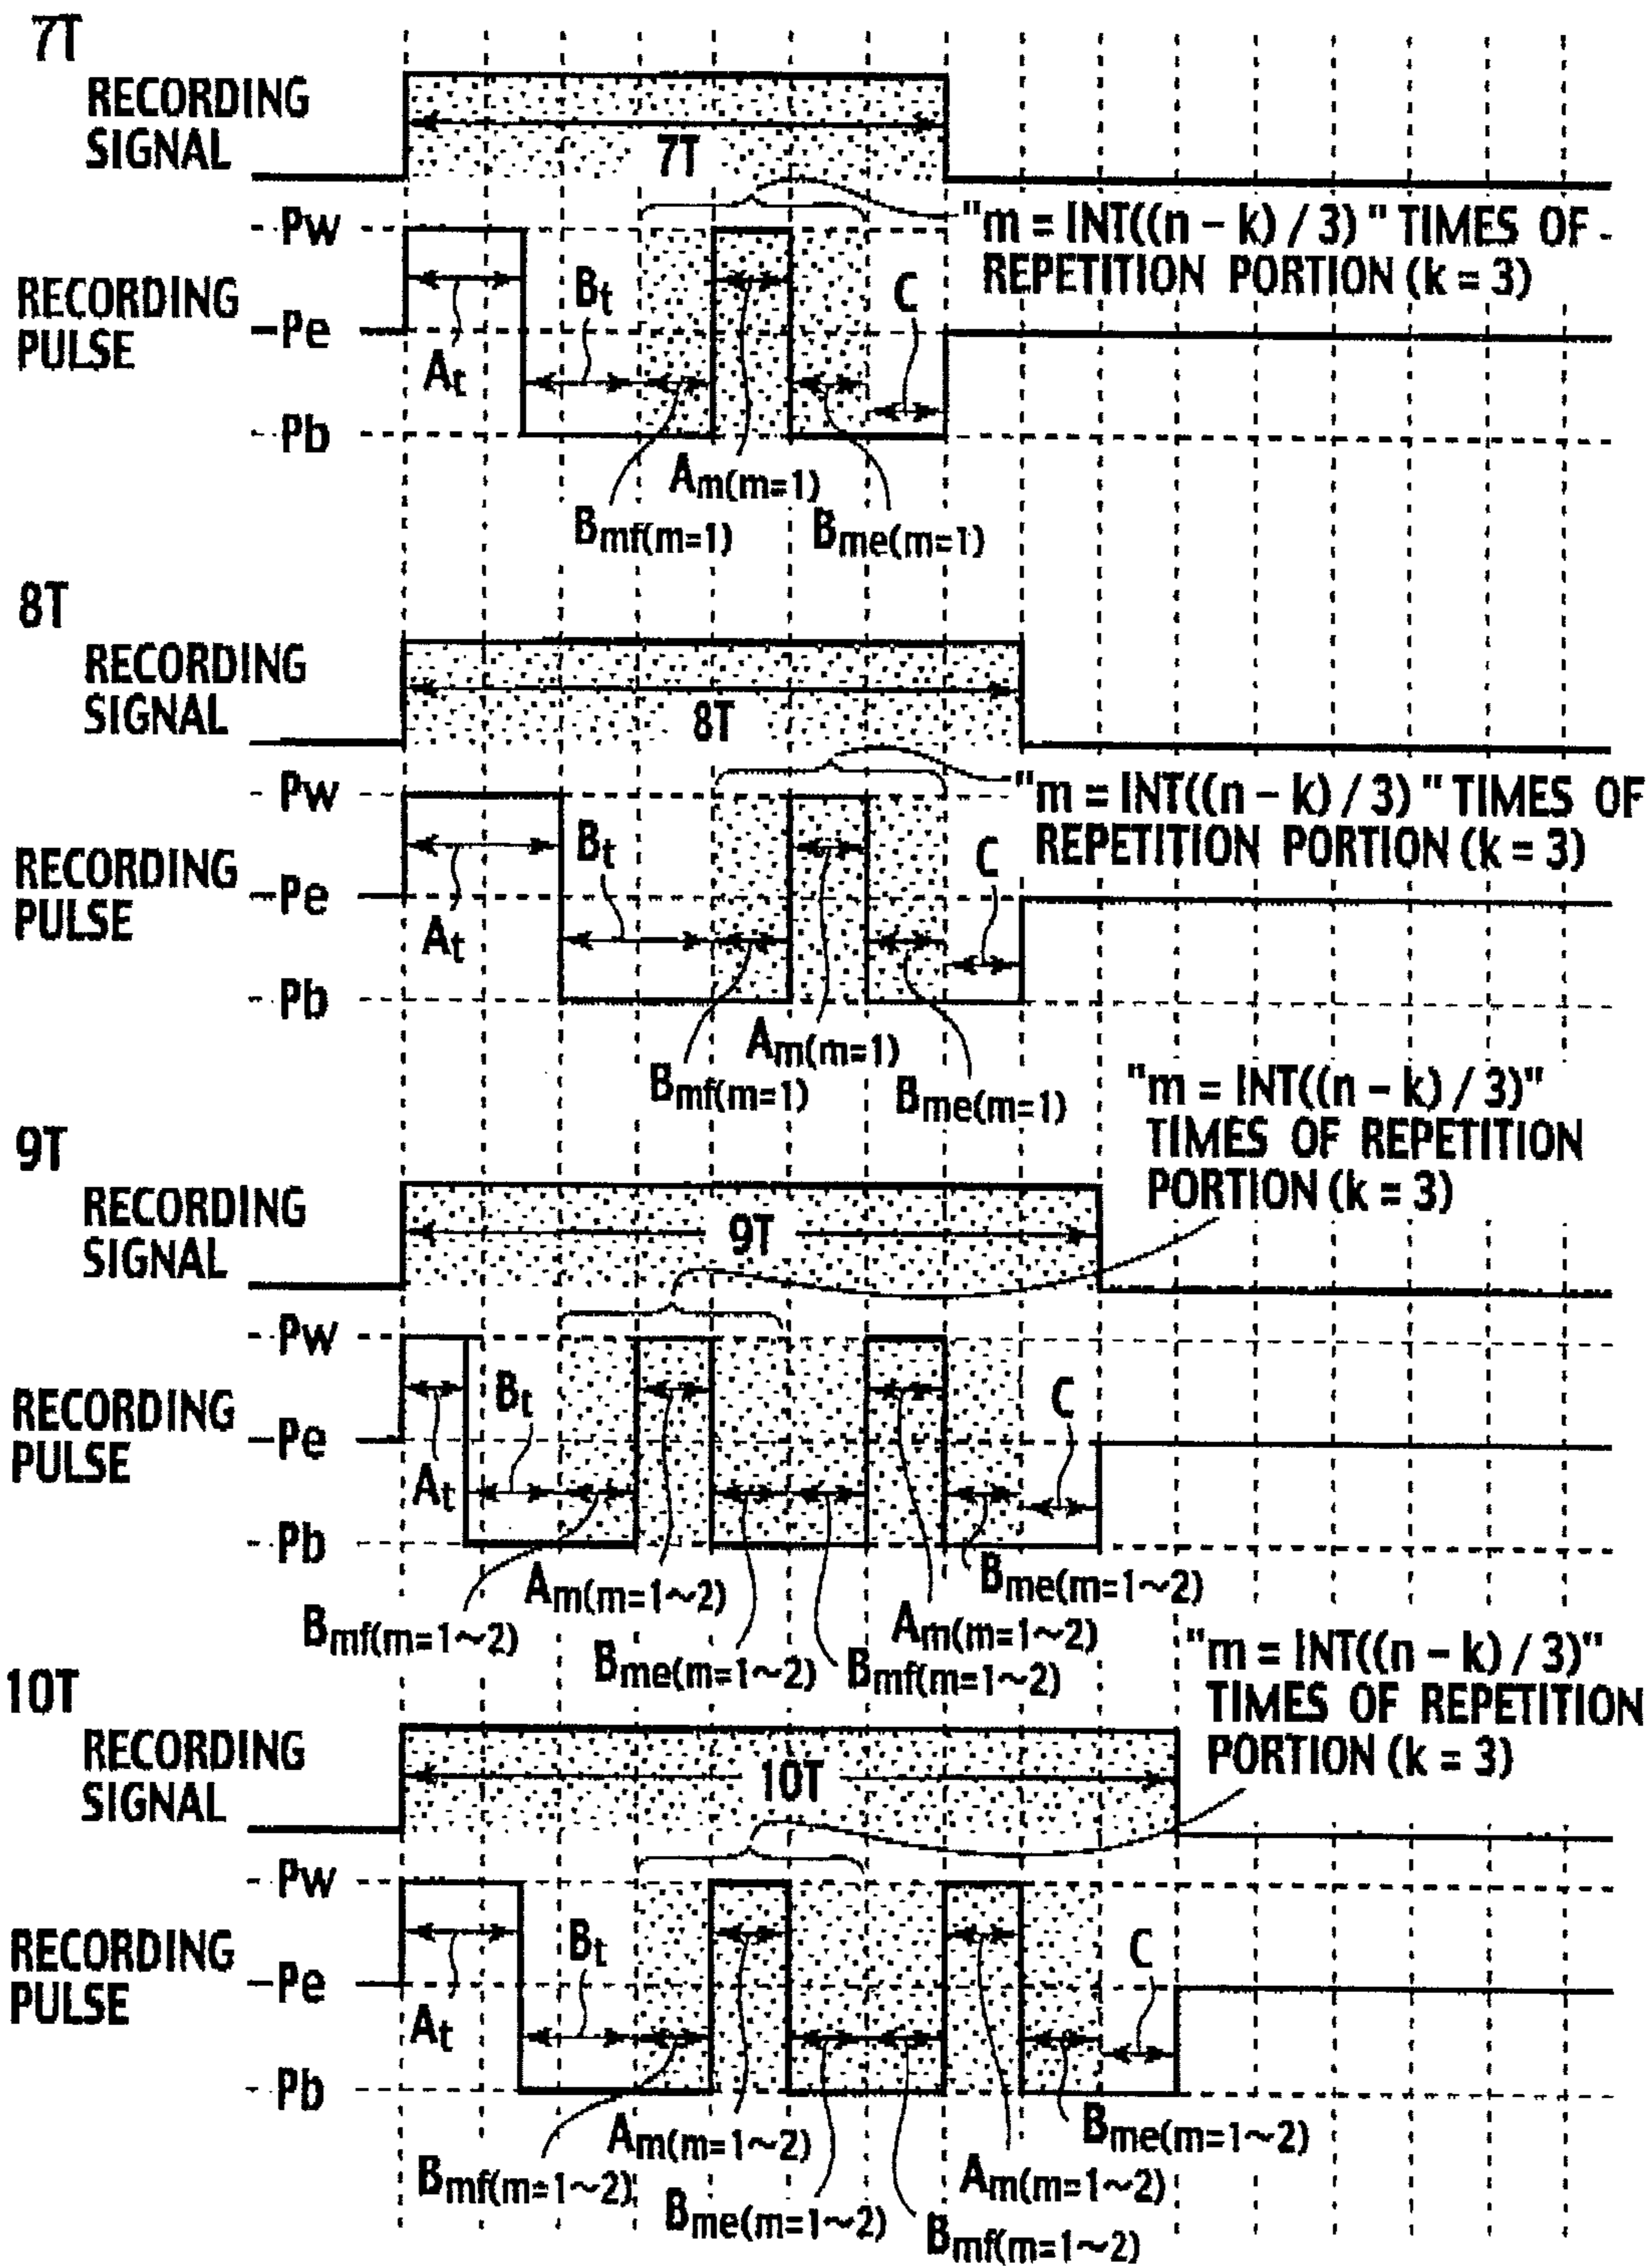 7T
RECORDING
SIGNAL
7T
Pw
"m = INT((n - k) / 3) " TIMES OF
REPETITION PORTION (k = 3)
RECORDING
PULSE
Pe
At
Bt
C
Pb
Am(m=1)
Bmf(m=1)
Bme(m=1)
8T
RECORDING
SIGNAL
8T
Pw
"m = INT((n - k) / 3) " TIMES OF
REPETITION PORTION (k = 3)
RECORDING
PULSE
Pe
At
Bt
C
Pb
Am(m=1)
Bmf(m=1)
Bme(m=1)
"m = INT((n - k) / 3)"
TIMES OF REPETITION
PORTION (k = 3)
9T
RECORDING
SIGNAL
9T
Pw
RECORDING
PULSE
Pe
At
Bt
C
Pb
Am(m=1~2)
Bme(m=1~2)
Bmf(m=1~2)
Am(m=1~2)
Bme(m=1~2)
Bmf(m=1~2)
"m = INT((n - k) / 3)"
TIMES OF REPETITION
PORTION (k = 3)
10T
RECORDING
SIGNAL
10T
Pw
RECORDING
PULSE
Pe
At
Bt
C
Pb
Am(m=1~2)
Bme(m=1~2)
Bmf(m=1~2)
Am(m=1~2)
Bme(m=1~2)
Bmf(m=1~2)